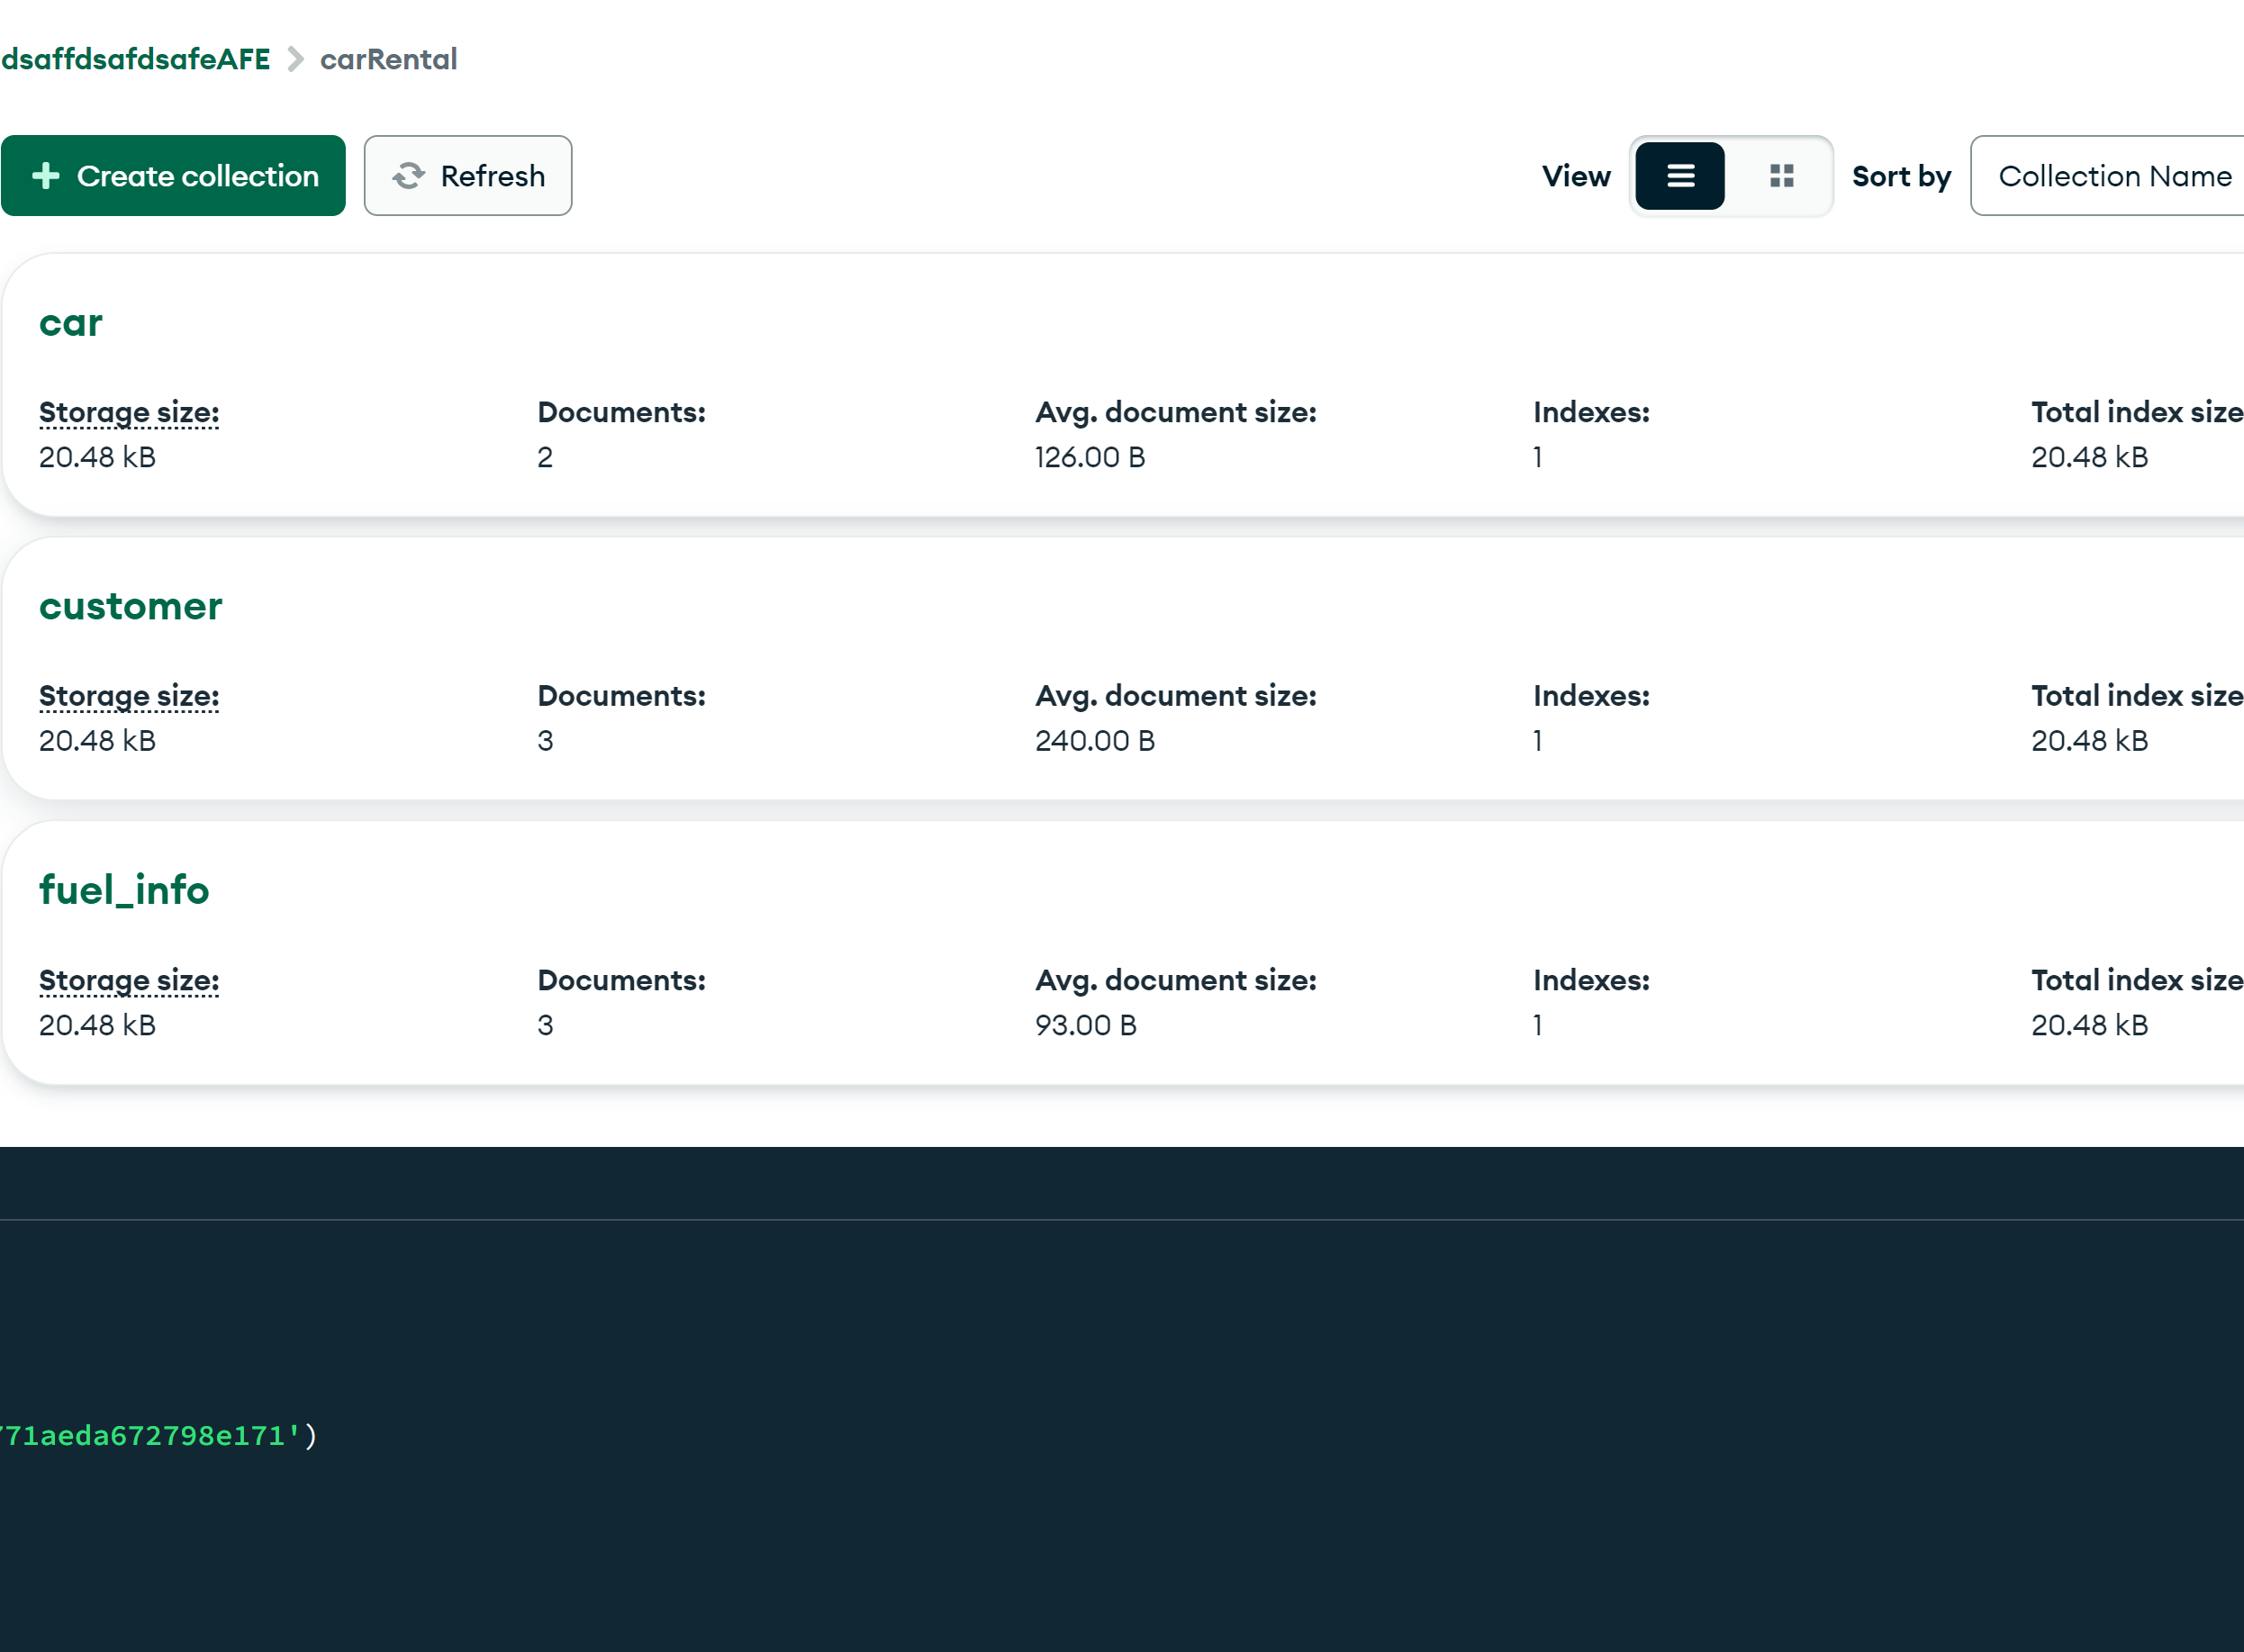 dsaffdsafdsafeAFE carRental
Create collection Refresh View Sort by Collection Name
car
Storage size: Documents: Avg. document size: Indexes: Total index size
20.48 kB 2 126.00 B 1 20.48 kB
customer
Storage size: Documents: Avg. document size: Indexes: Total index size
20.48 kB 3 240.00 B 1 20.48 kB
fuel_info
Storage size: Documents: Avg. document size: Indexes: Total index size
20.48 kB 3 93.00 B 1 20.48 kB
71aeda672798e171')